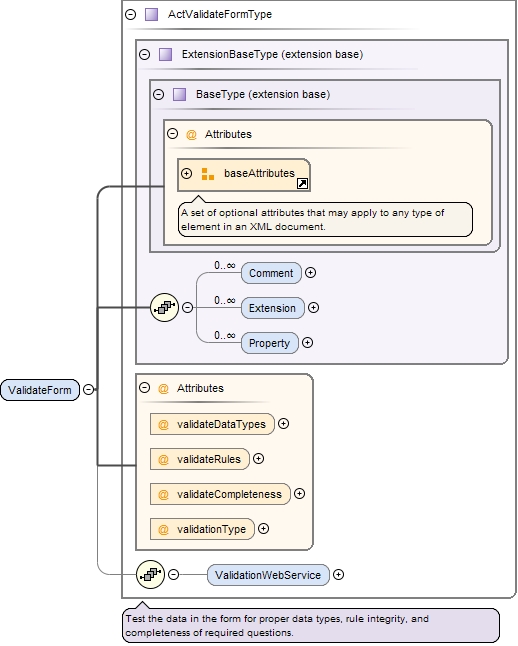 ActValidateFormType
ExtensionBaseType (extension base)
BaseType (extension base)
@ Attributes
baseAttributes
A set of optional attributes that may apply to any type of
element in an XML document.
0..∞
Comment
0..∞
Extension
0..∞
Property
ValidateForm
@ Attributes
@ validateDataTypes
@ validateRules
@ validateCompleteness
@ validationType
ValidationWebService
Test the data in the form for proper data types, rule integrity, and
completeness of required questions.